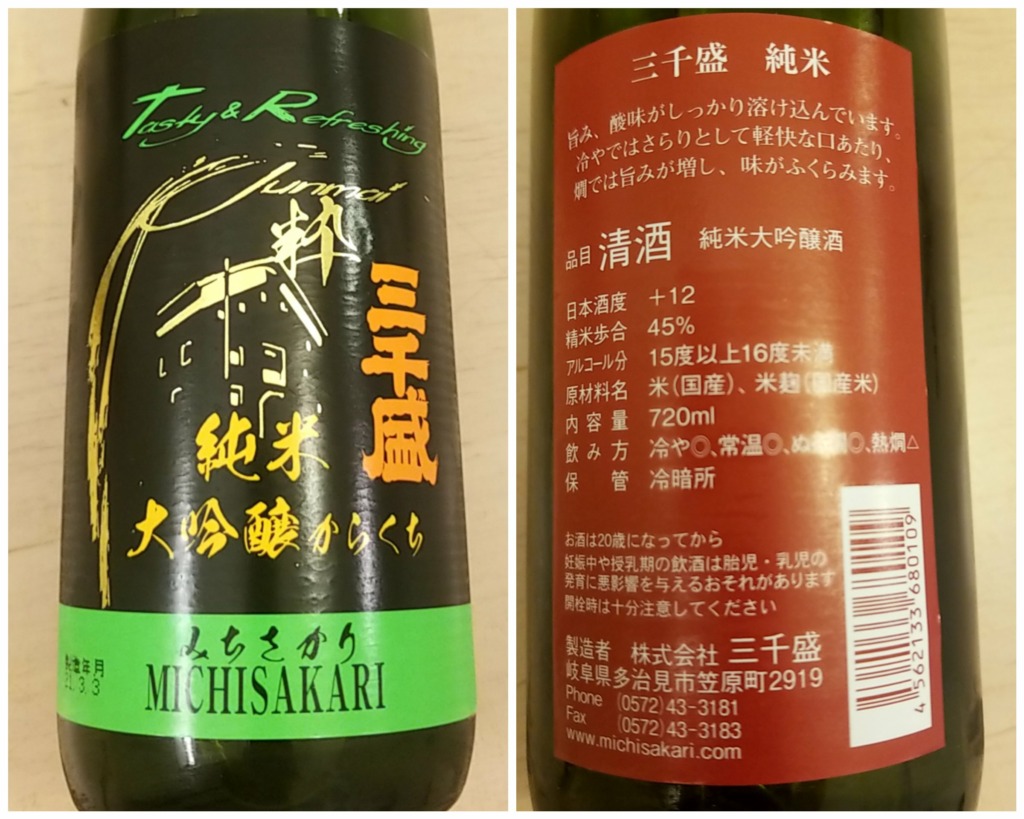 Tasty & Refreshing
Junmai
粋
三千盛
純米
大吟醸からくち
みちさかり
MICHISAKARI
製造年月
3.3
三千盛 純米
旨み、酸味がしっかり溶け込んでいます。
冷やではさらりとして軽快な口あたり、
燗では旨みが増し、味がふくらみます。
品目 清酒 純米大吟醸酒
日本酒度 +12
精米歩合 45%
アルコール分 15度以上16度未満
原材料名 米(国産)、米麹(国産米)
内容量 720ml
飲み方 冷や◎、常温◎、ぬる燗◎、熱燗△
保管 冷暗所
お酒は20歳になってから
妊娠中や授乳期の飲酒は胎児・乳児の
発育に悪影響を与えるおそれがあります
開栓時は十分注意してください
製造者 株式会社 三千盛
岐阜県多治見市笠原町2919
Phone (0572)43-3181
Fax (0572)43-3183
www.michisakari.com
4562133680109